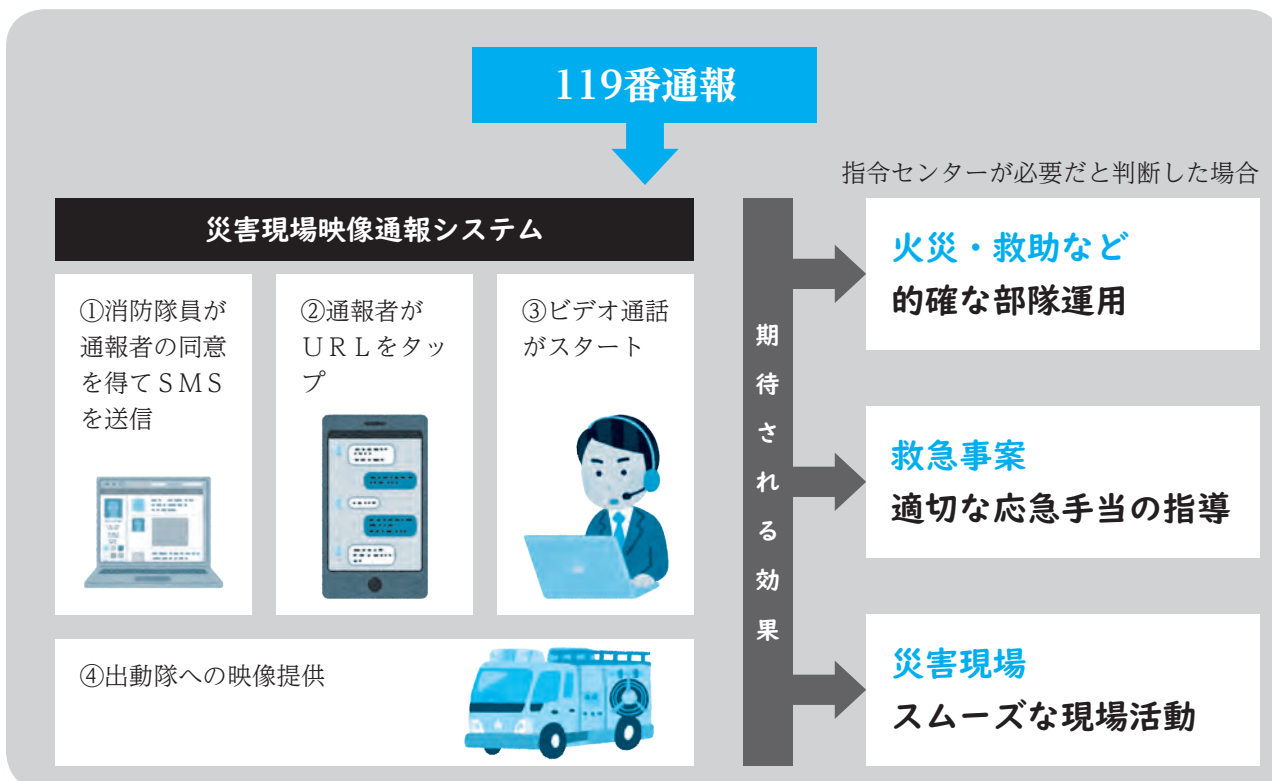 119番通報
指令センターが必要だと判断した場合
災害現場映像通報システム
①消防隊員が
通報者の同意
を得てＳＭＳ
を送信
②通報者が
ＵＲＬをタッ
プ
③ビデオ通話
がスタート
④出動隊への映像提供
期待される効果
火災・救助など
的確な部隊運用
救急事案
適切な応急手当の指導
災害現場
スムーズな現場活動